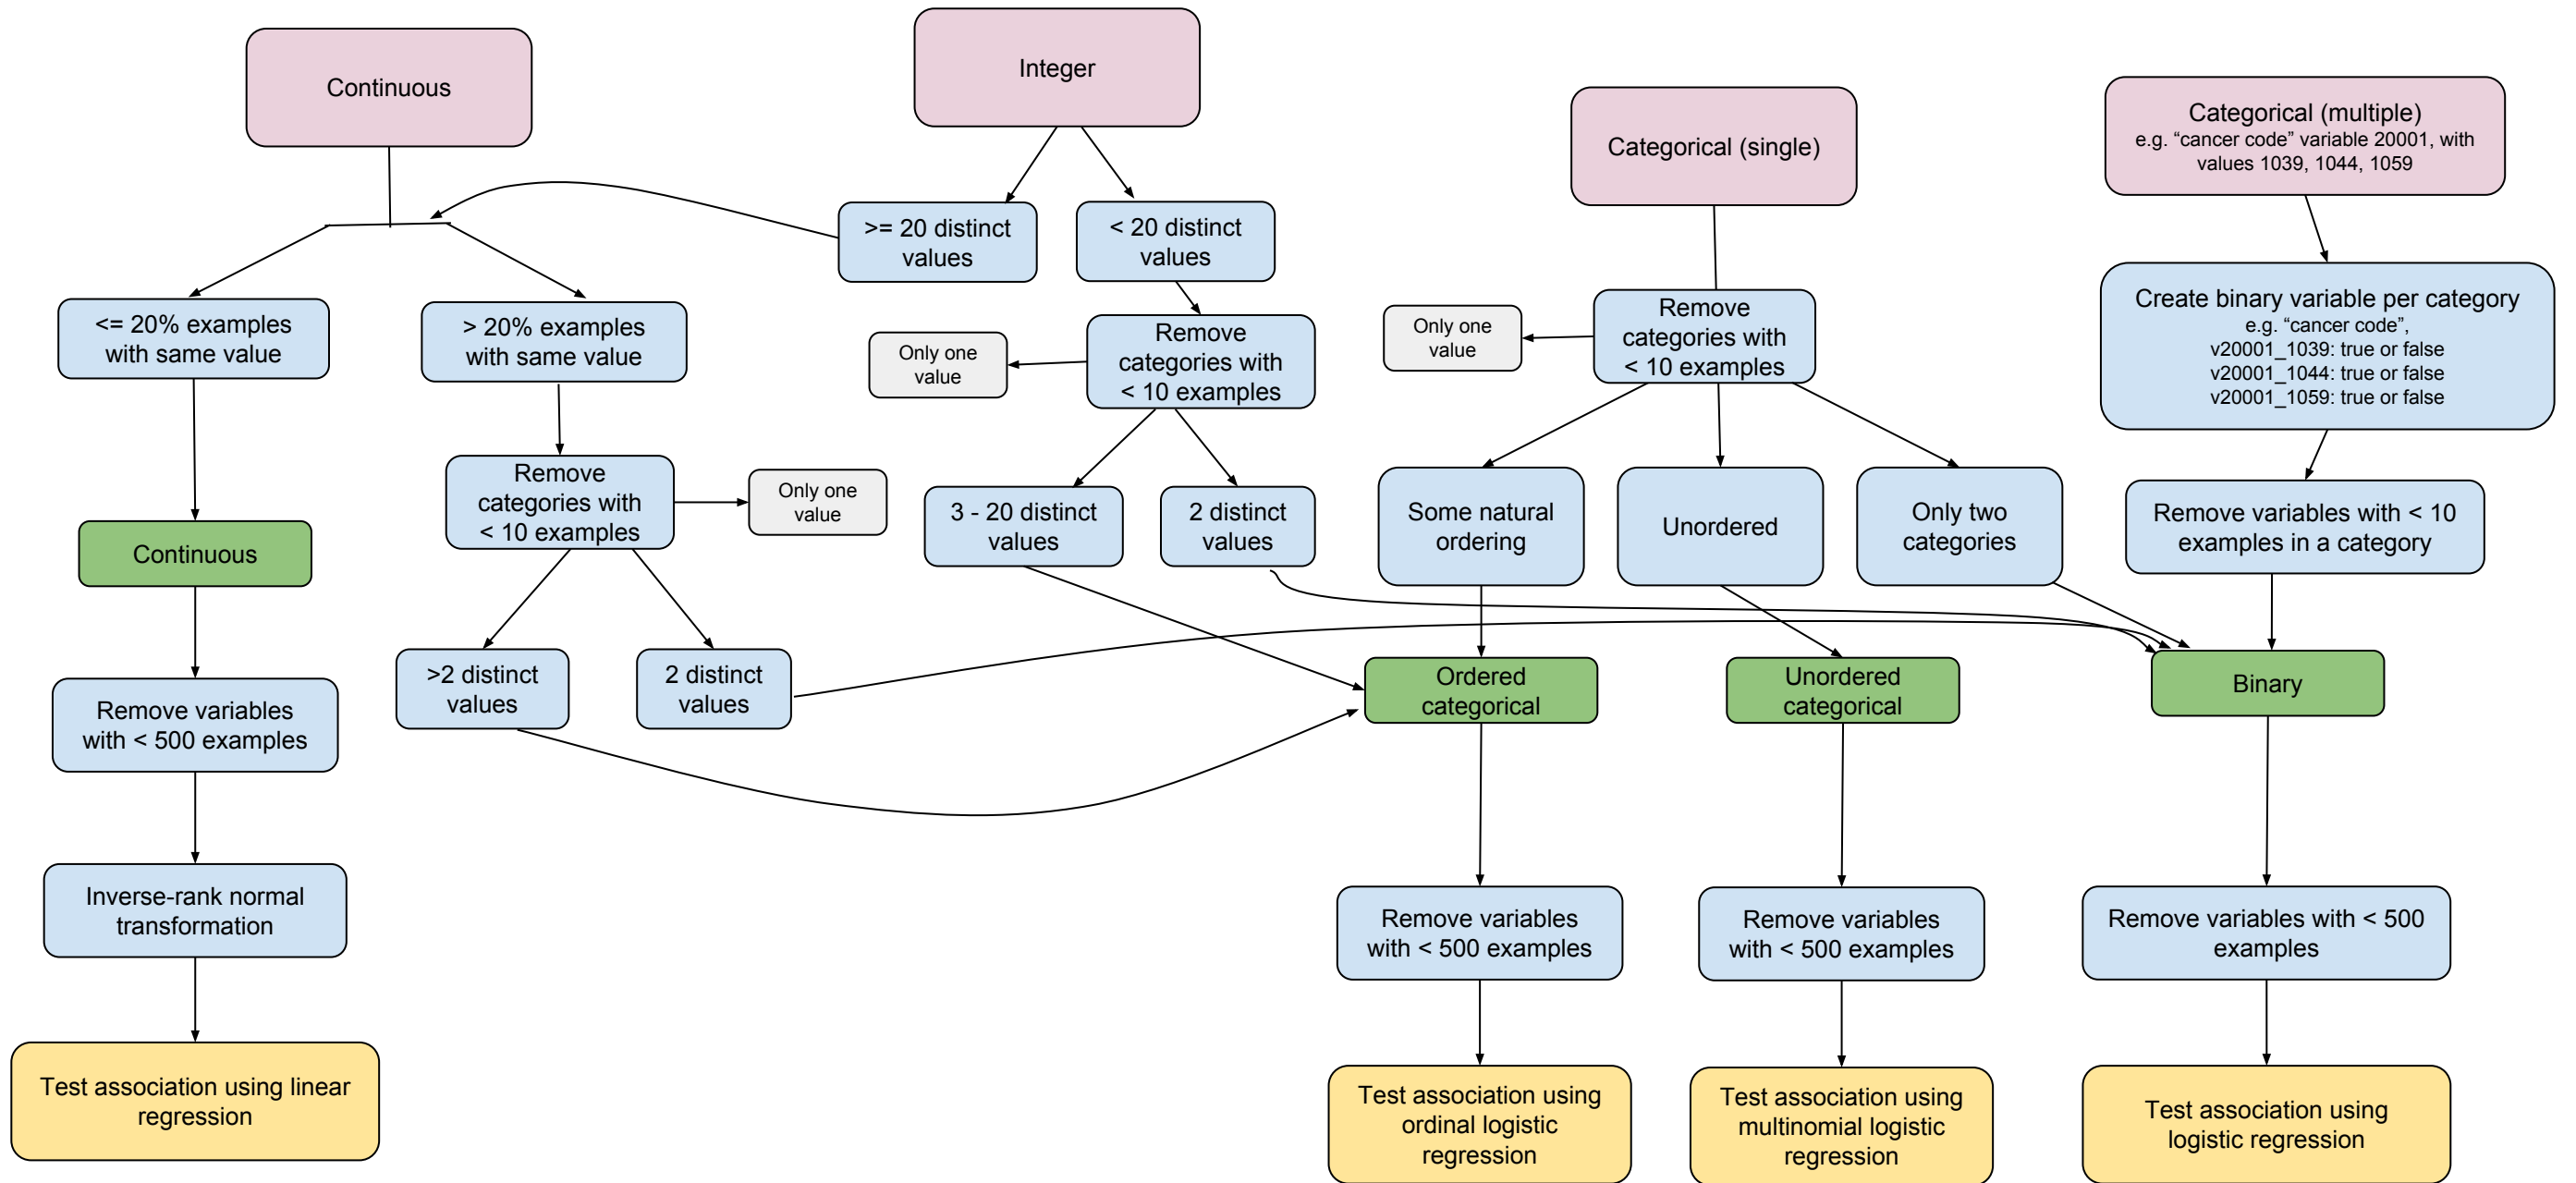 Continuous
Integer
Categorical (single)
Categorical (multiple)
e.g. “cancer code” variable 20001, with
values 1039, 1044, 1059
>= 20 distinct
values
< 20 distinct
values
<= 20% examples
with same value
> 20% examples
with same value
Only one
value
Remove
categories with
< 10 examples
Only one
value
Remove
categories with
< 10 examples
Create binary variable per category
e.g. “cancer code”,
v20001_1039: true or false
v20001_1044: true or false
v20001_1059: true or false
Remove
categories with
< 10 examples
Only one
value
3 - 20 distinct
values
2 distinct
values
Some natural
ordering
Unordered
Only two
categories
Remove variables with < 10
examples in a category
Continuous
>2 distinct
values
2 distinct
values
Ordered
categorical
Unordered
categorical
Binary
Remove variables
with < 500 examples
Inverse-rank normal
transformation
Remove variables
with < 500 examples
Remove variables
with < 500 examples
Remove variables with < 500
examples
Test association using linear
regression
Test association using
ordinal logistic
regression
Test association using
multinomial logistic
regression
Test association using
logistic regression